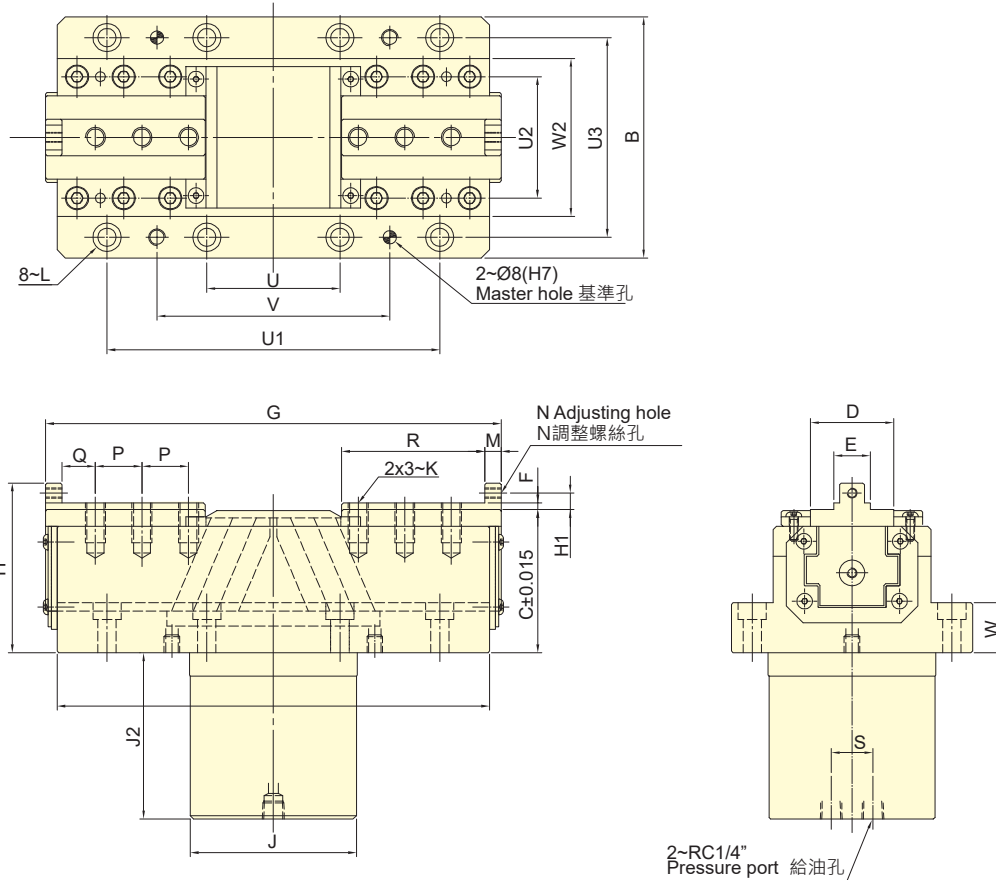 U2
W2
U3
B
8~L
U
V
U1
2~Ø8(H7)
Master hole 基準孔
G
Q
P
P
R
M
2x3~K
N Adjusting hole
N調整螺絲孔
F
H1
C±0.015
J2
J
D
E
W
S
2~RC1/4”
Pressure port 給油孔